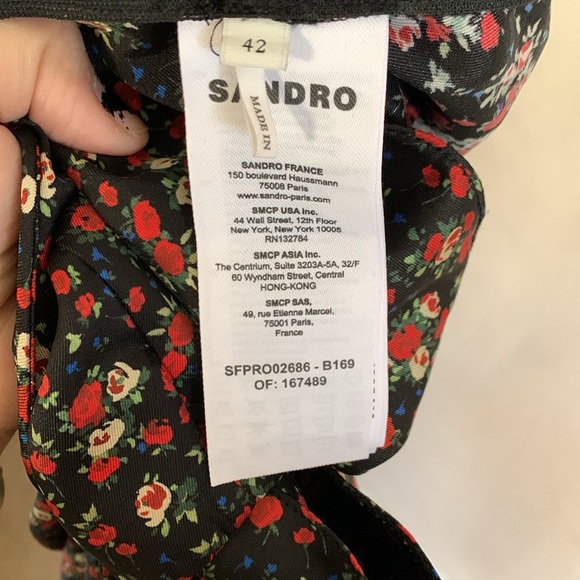 42
MADE IN
SANDRO
SANDRO FRANCE
150 boulevard Haussmann
75008 Paris
www.sandro-paris.com
SMCP USA Inc.
44 Wall Street, 12th Floor
New York, New York 10005
RN132784
SMCP ASIA Inc.
The Centrium, Suite 3203A-5A, 32/F
60 Wyndham Street, Central
HONG-KONG
SMCP SAS,
49, rue Etienne Marcel,
75001 Paris,
France
SFPRO02686 - B169
OF: 167489